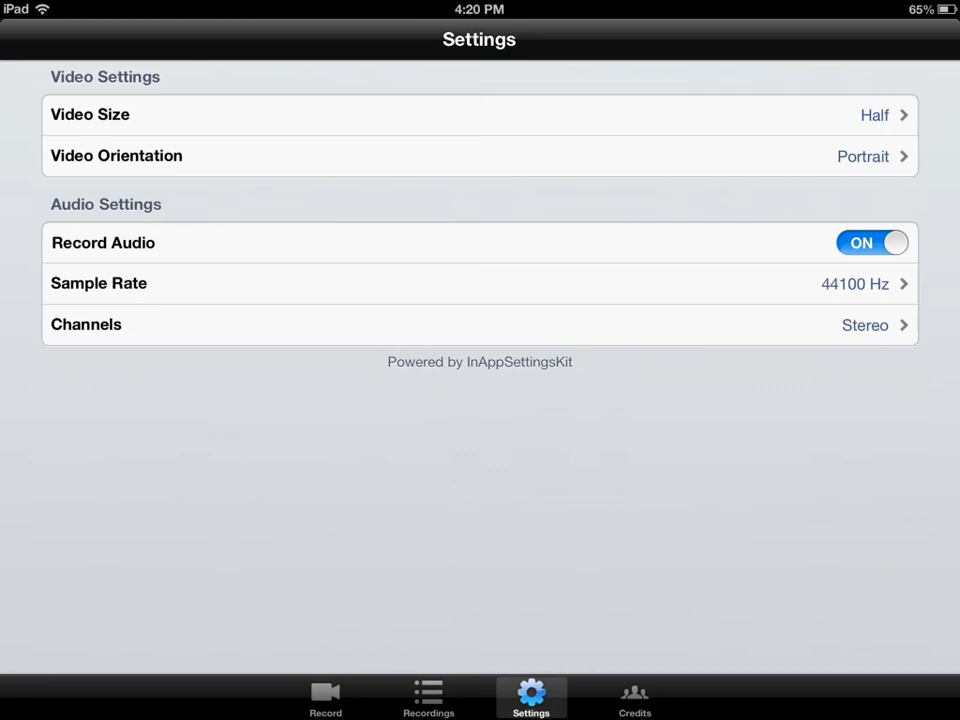 iPad 4:20 PM 65%
Settings
Video Settings
Video Size Half
Video Orientation Portrait
Audio Settings
Record Audio ON
Sample Rate 44100 Hz
Channels Stereo
Powered by InAppSettingsKit
Record Recordings Settings Credits